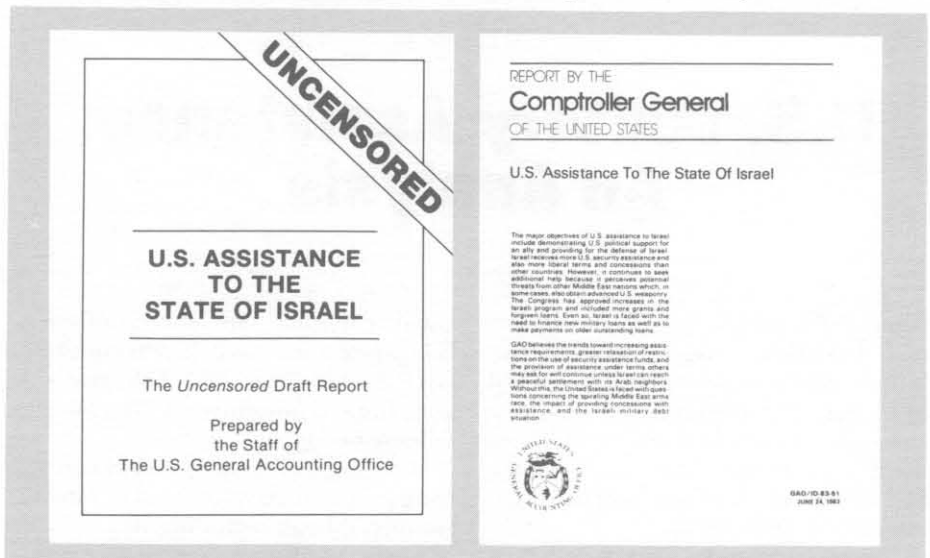 UNCENSORED
U.S. ASSISTANCE
TO THE
STATE OF ISRAEL
The Uncensored Draft Report
Prepared by
the Staff of
The U.S. General Accounting Office
REPORT BY THE
Comptroller General
OF THE UNITED STATES
U.S. Assistance To The State Of Israel
The major objectives of U.S. assistance to Israel
include demonstrating U.S. political support for
an ally and providing for the defense of Israel.
Israel receives more U.S. security assistance and
also more liberal terms and concessions than
other countries. However, it continues to seek
additional help because it perceives potential
threats from other Middle East nations which, in
some cases, also obtain advanced U.S. weaponry.
The Congress has approved increases in the
Israeli program and included more grants and
forgiven loans. Even so, Israel is faced with the
need to finance new military loans as well as to
make payments on older outstanding loans.
GAO believes the trends toward increasing assis-
tance requirements, greater relaxation of restric-
tions on the use of security assistance funds, and
the provision of assistance under terms others
may ask for will continue unless Israel can reach
a peaceful settlement with its Arab neighbors.
Without this, the United States is faced with ques-
tions concerning the spiraling Middle East arms
race, the impact of providing concessions with
assistance, and the Israeli military debt
situation.
UNITED STATES
GENERAL ACCOUNTING OFFICE
GAO/ID-83-51
JUNE 24, 1983